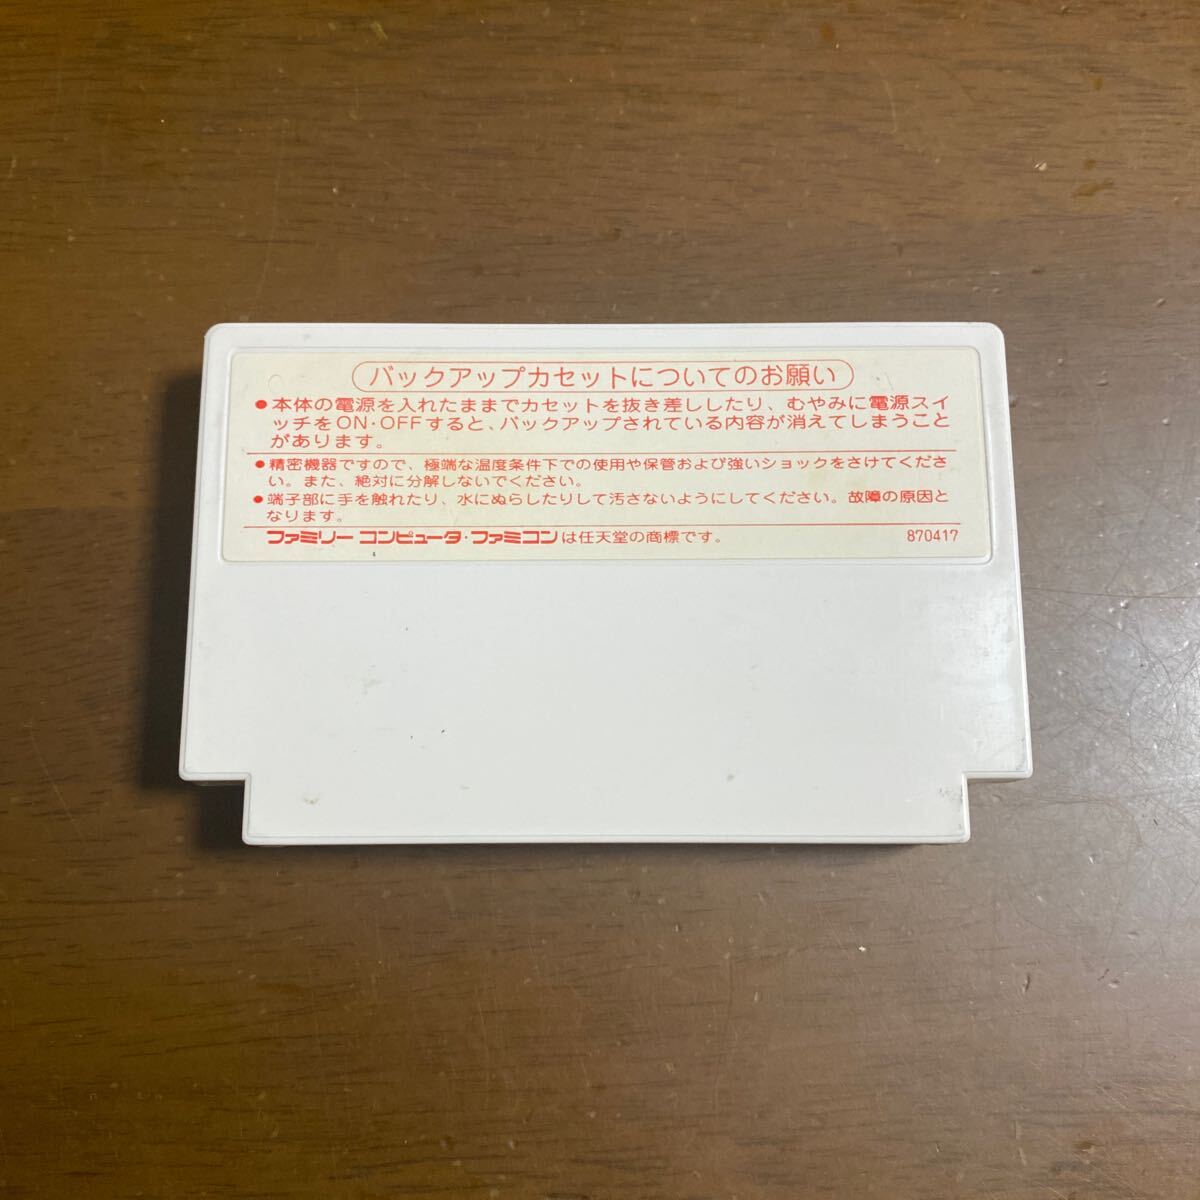 バックアップカセットについてのお願い
●本体の電源を入れたままでカセットを抜き差ししたり、むやみに電源スイ
ッチをON・OFFすると、バックアップされている内容が消えてしまうこと
があります。
●精密機器ですので、極端な温度条件下での使用や保管および強いショックをさけてくださ
い。また、絶対に分解しないでください。
●端子部に手を触れたり、水にぬらしたりして汚さないようにしてください。故障の原因と
なります。
ファミリー コンピュータ・ファミコンは任天堂の商標です。 870417